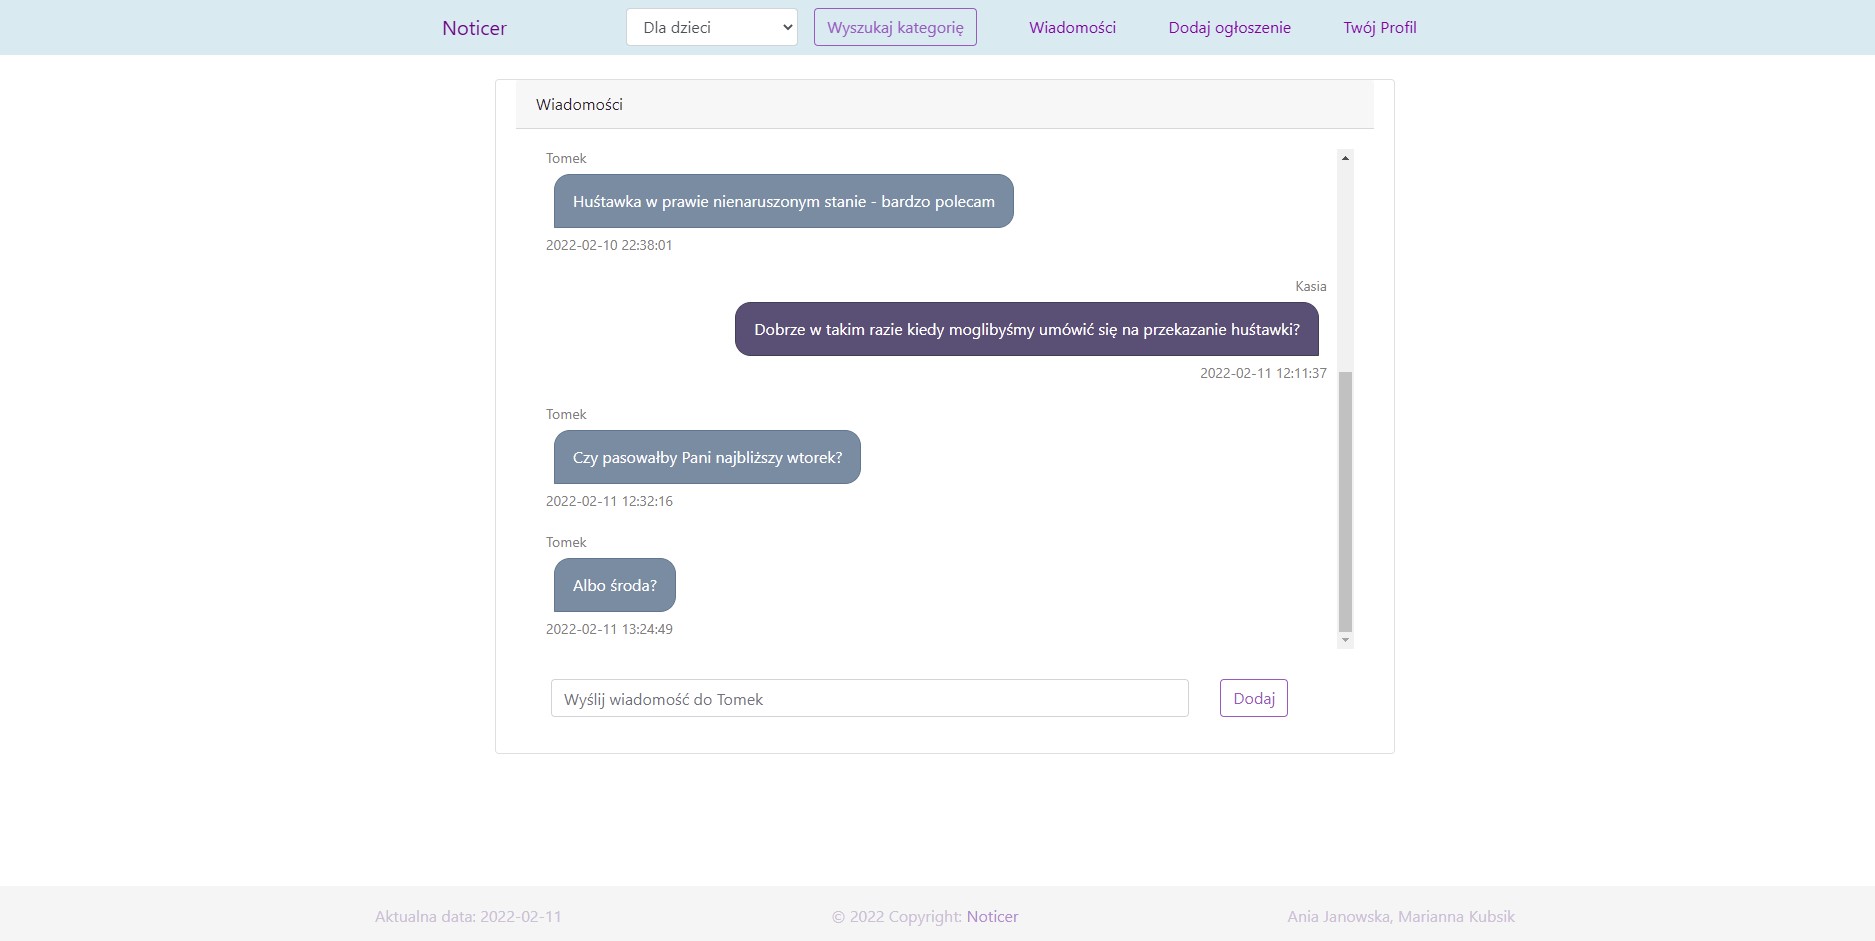 Noticer
Dla dzieci
Wyszukaj kategorię
Wiadomości
Dodaj ogłoszenie
Twój Profil
Wiadomości
Tomek
Huśtawka w prawie nienaruszonym stanie - bardzo polecam
2022-02-10 22:38:01
Kasia
Dobrze w takim razie kiedy moglibyśmy umówić się na przekazanie huśtawki?
2022-02-11 12:11:37
Tomek
Czy pasowałby Pani najbliższy wtorek?
2022-02-11 12:32:16
Tomek
Albo środa?
2022-02-11 13:24:49
Wyślij wiadomość do Tomek
Dodaj
Aktualna data: 2022-02-11
© 2022 Copyright: Noticer
Ania Janowska, Marianna Kubsik